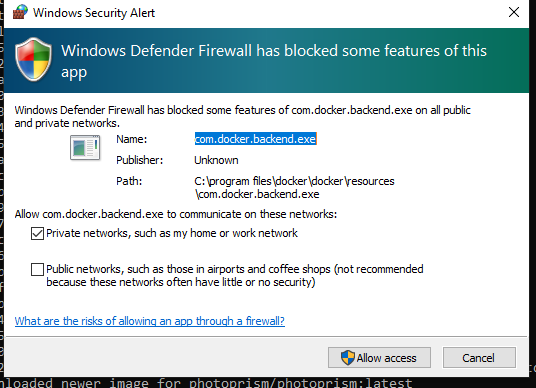 Windows Security Alert
Windows Defender Firewall has blocked some features of this
app
Windows Defender Firewall has blocked some features of com.docker.backend.exe on all public
and private networks.
Name: com.docker.backend.exe
Publisher: Unknown
Path: C:\program files\docker\docker\resources
\com.docker.backend.exe
Allow com.docker.backend.exe to communicate on these networks:
Private networks, such as my home or work network
Public networks, such as those in airports and coffee shops (not recommended
because these networks often have little or no security)
What are the risks of allowing an app through a firewall?
Allow access Cancel
nloaded newer image for photoprism/photoprism:latest